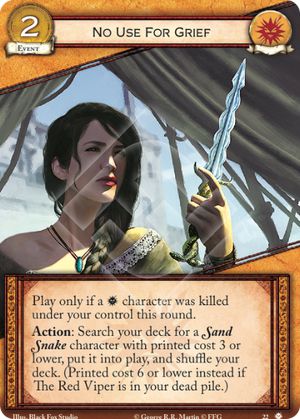 2
EVENT
NO USE FOR GRIEF
Play only if a character was killed
under your control this round.
Action: Search your deck for a Sand
Snake character with printed cost 3 or
lower, put it into play, and shuffle your
deck. (Printed cost 6 or lower instead if
The Red Viper is in your dead pile.)
Illus. Black Fox Studio © George R.R. Martin © FFG 22